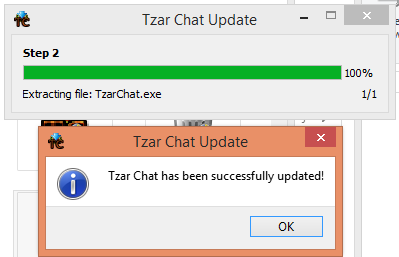 Tzar Chat Update
Step 2
100%
Extracting file: TzarChat.exe 1/1
Tzar Chat Update
Tzar Chat has been successfully updated!
OK